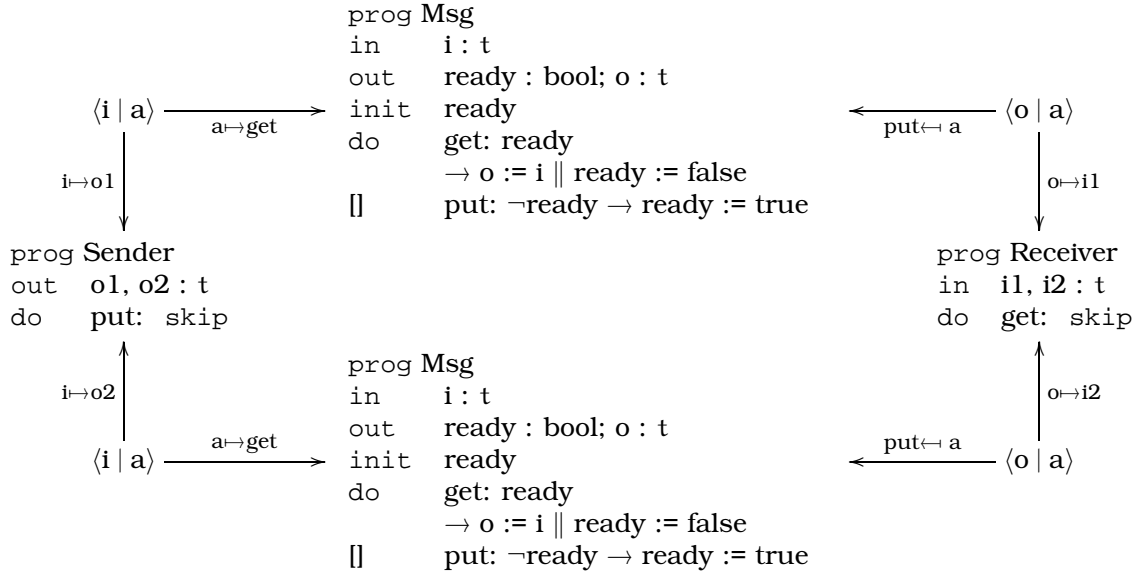 prog Msg
in i : t
out ready : bool; o : t
init ready
do get: ready
→ o := i ∥ ready := false
[] put: ¬ready → ready := true
⟨i | a⟩
a↦get
put↤ a
⟨o | a⟩
i↦o1
o↦i1
prog Sender
out o1, o2 : t
do put: skip
prog Receiver
in i1, i2 : t
do get: skip
i↦o2
o↦i2
prog Msg
in i : t
out ready : bool; o : t
init ready
do get: ready
→ o := i ∥ ready := false
[] put: ¬ready → ready := true
⟨i | a⟩
a↦get
put↤ a
⟨o | a⟩